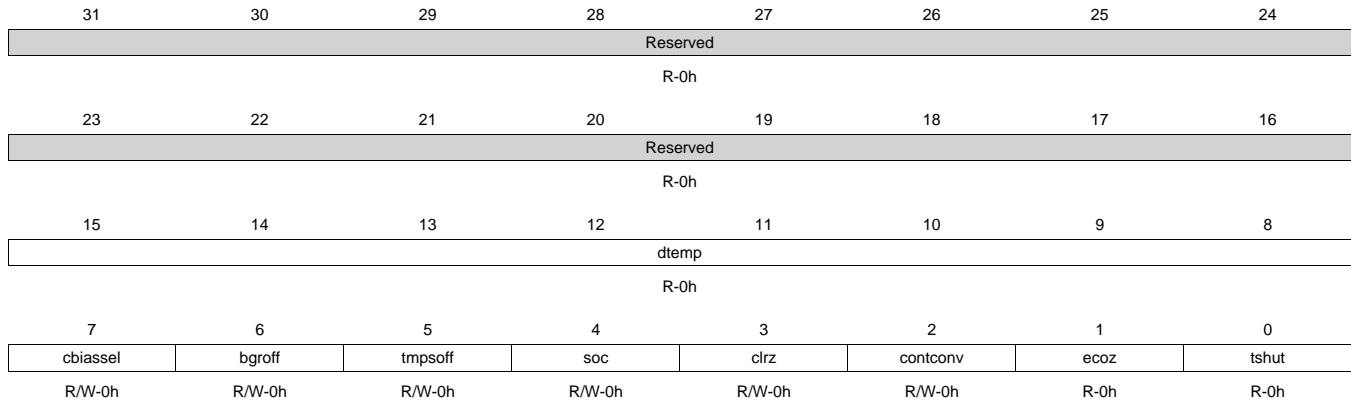 31 30 29 28 27 26 25 24
Reserved
R-0h
23 22 21 20 19 18 17 16
Reserved
R-0h
15 14 13 12 11 10 9 8
dtemp
R-0h
7 6 5 4 3 2 1 0
cbiassel bgroff tmpsoff soc clrz contconv ecoz tshut
R/W-0h R/W-0h R/W-0h R/W-0h R/W-0h R/W-0h R-0h R-0h